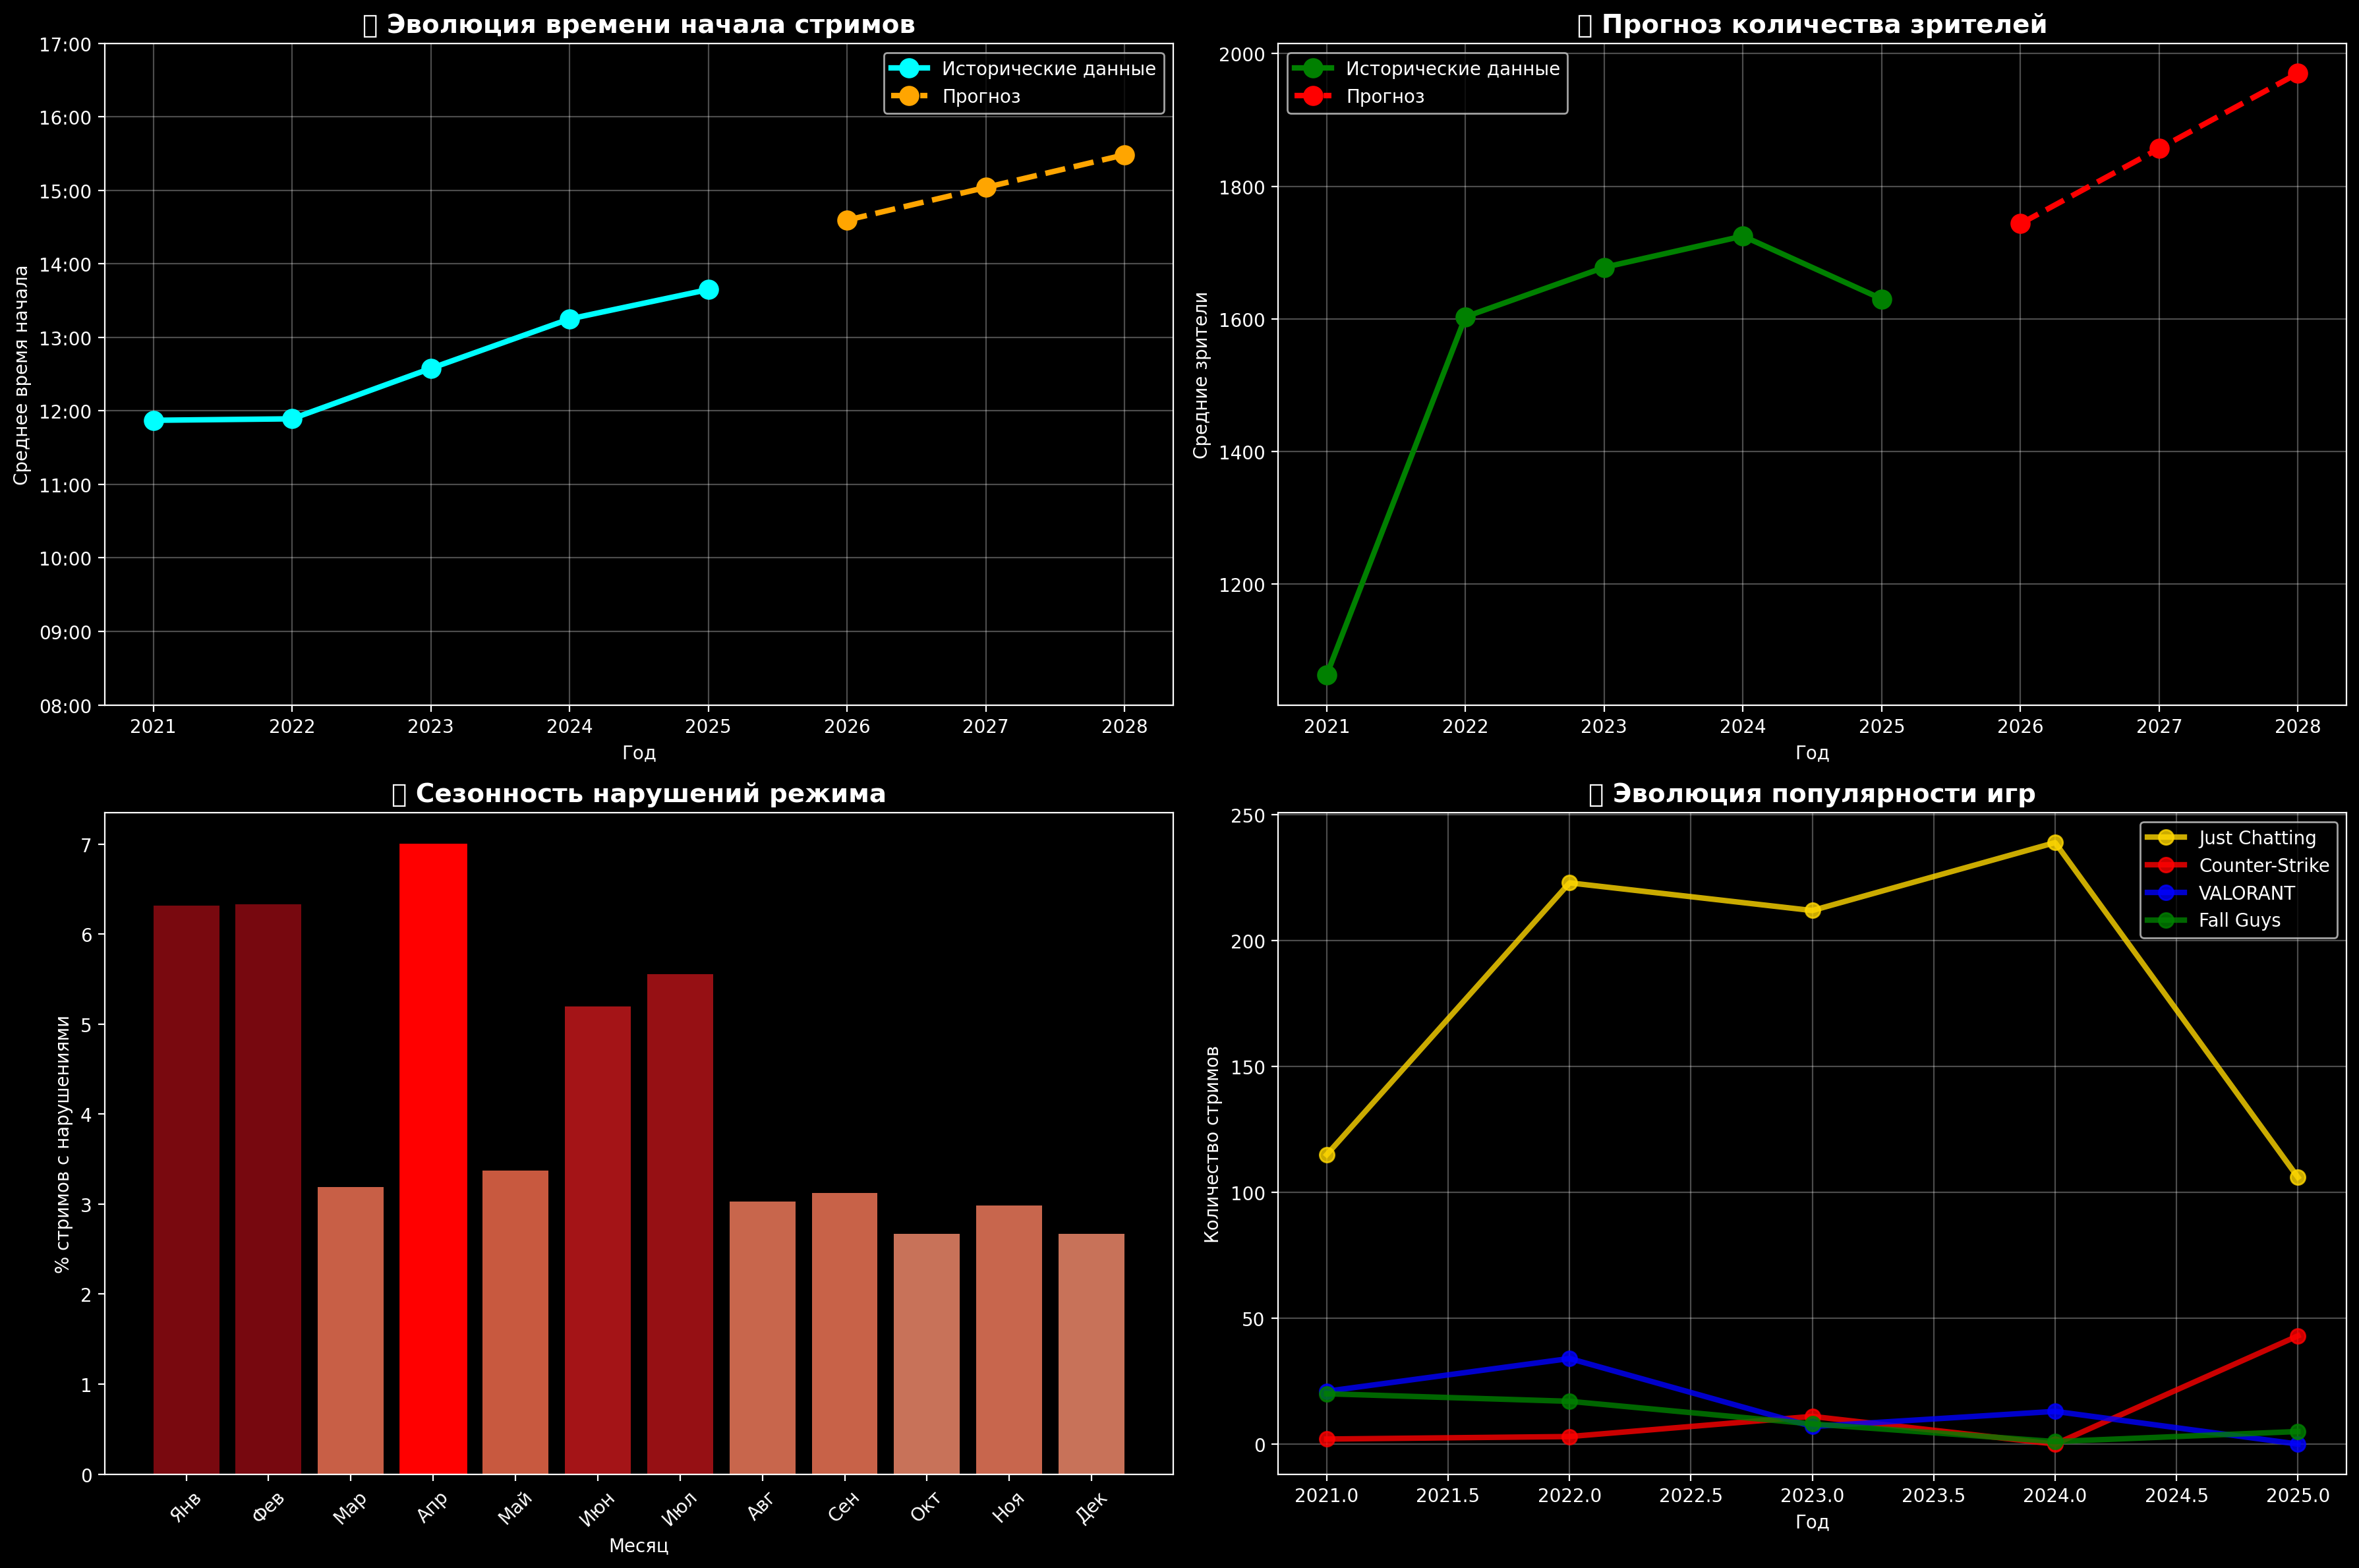 Эволюция времени начала стримов
17:00
16:00
15:00
14:00
13:00
12:00
11:00
10:00
09:00
08:00
Среднее время начала
Исторические данные
Прогноз
2021 2022 2023 2024 2025 2026 2027 2028
Год
Прогноз количества зрителей
2000
1800
1600
1400
1200
Средние зрители
Исторические данные
Прогноз
2021 2022 2023 2024 2025 2026 2027 2028
Год
Сезонность нарушений режима
7
6
5
4
3
2
1
0
% стримов с нарушениями
Янв Фев Мар Апр Май Июн Июл Авг Сен Окт Ноя Дек
Месяц
Эволюция популярности игр
250
200
150
100
50
0
Количество стримов
Just Chatting
Counter-Strike
VALORANT
Fall Guys
2021.0 2021.5 2022.0 2022.5 2023.0 2023.5 2024.0 2024.5 2025.0
Год